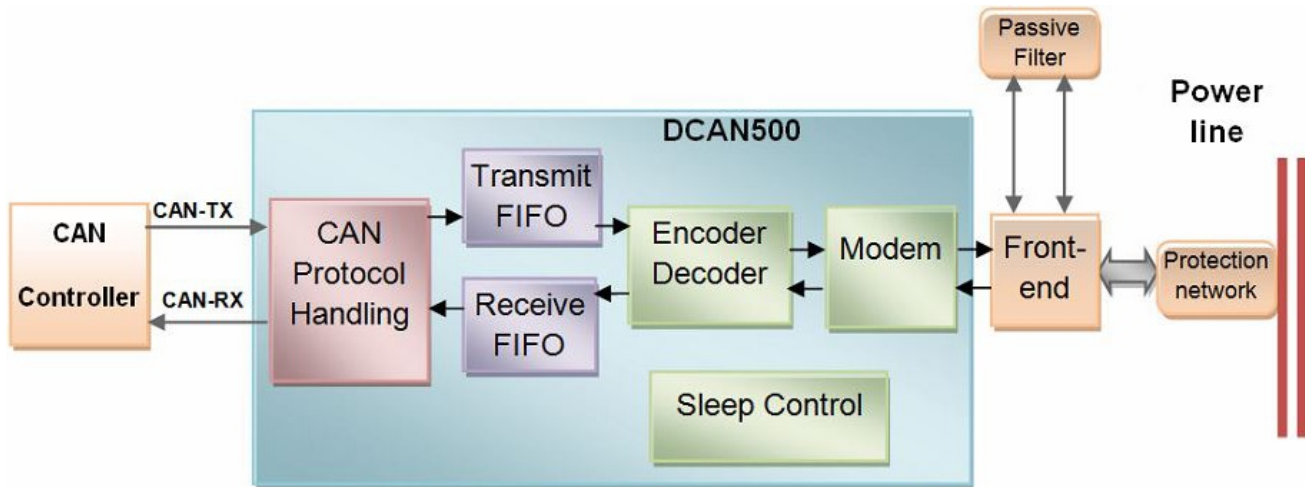 Passive
Filter
Power
line
DCAN500
Transmit
FIFO
CAN-TX
CAN
Controller
CAN-RX
CAN
Protocol
Handling
Encoder
Decoder
Modem
Front-
end
Protection
network
Receive
FIFO
Sleep Control